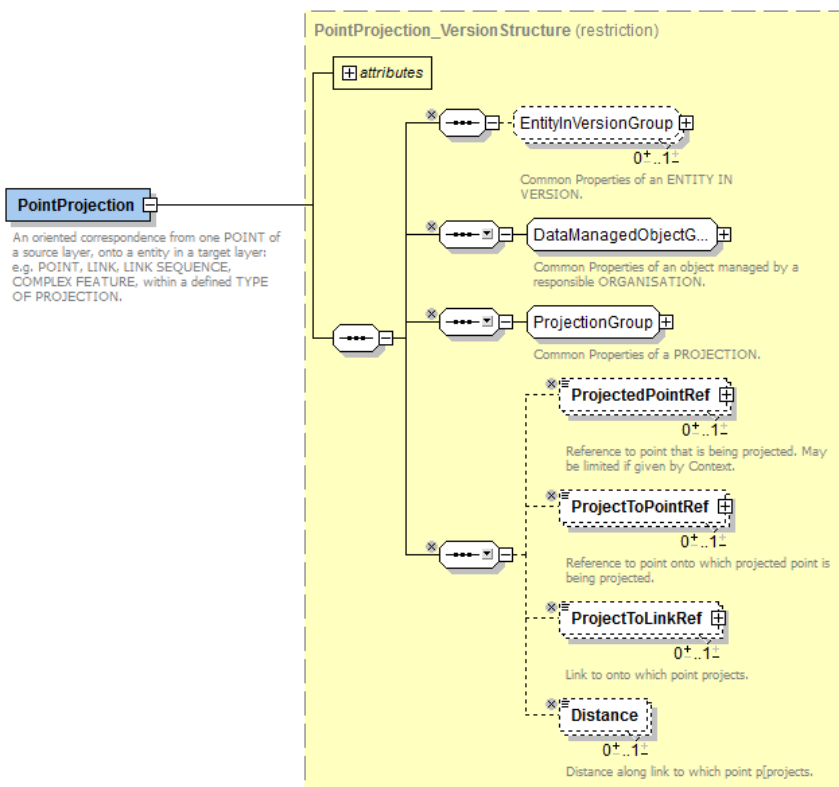 PointProjection_VersionStructure (restriction)
attributes
EntityInVersionGroup
0..1
Common Properties of an ENTITY IN
VERSION.
PointProjection
An oriented correspondence from one POINT of
a source layer, onto a entity in a target layer:
e.g. POINT, LINK, LINK SEQUENCE,
COMPLEX FEATURE, within a defined TYPE
OF PROJECTION.
DataManagedObjectG...
Common Properties of an object managed by a
responsible ORGANISATION.
ProjectionGroup
Common Properties of a PROJECTION.
ProjectedPointRef
0..1
Reference to point that is being projected. May
be limited if given by Context.
ProjectToPointRef
0..1
Reference to point onto which projected point is
being projected.
ProjectToLinkRef
0..1
Link to onto which point projects.
Distance
0..1
Distance along link to which point p[projects.